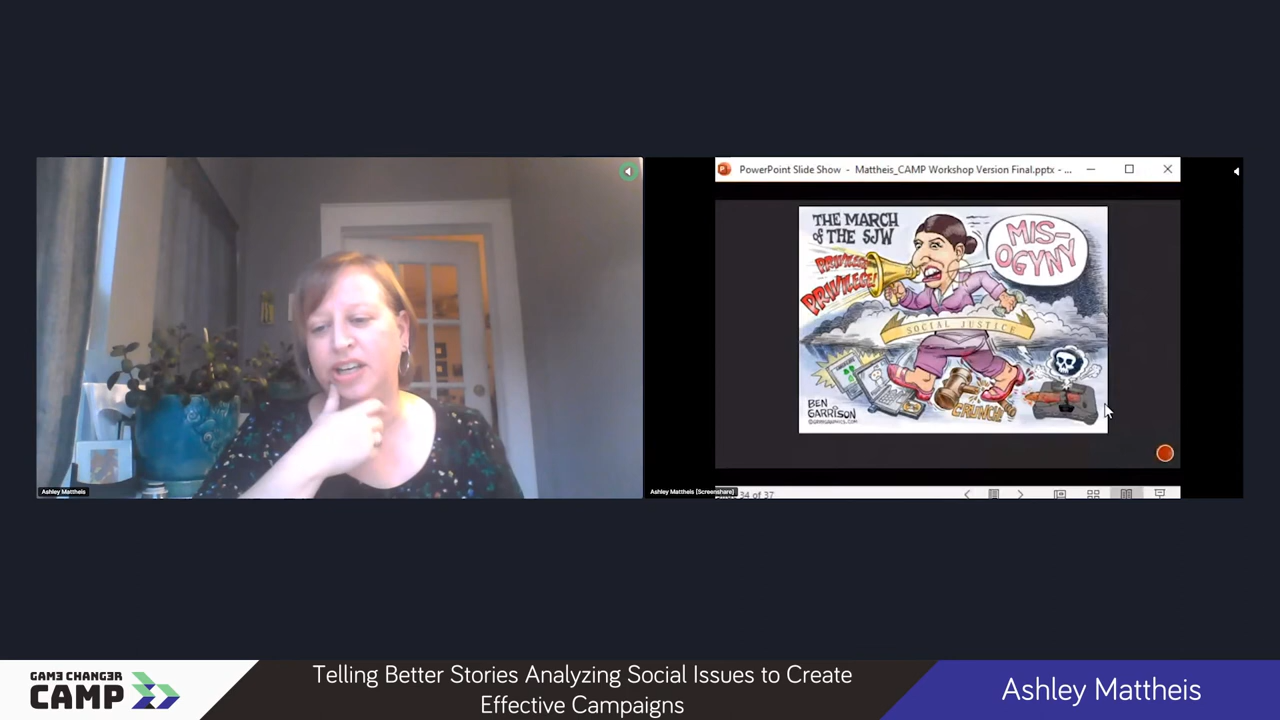 PowerPoint Slide Show - Mattheis_CAMP Workshop Version Final.pptx - ...
THE MARCH
of THE SJW
MIS-
OGYNY
PRIVILEGE
PRIVILEGE!
SOCIAL JUSTICE
BEN
GARRISON
CRUNCH
Ashley Mattheis
Ashley Mattheis (Screenshare)
34 of 37
GAME CHANGER
CAMP
Telling Better Stories Analyzing Social Issues to Create
Effective Campaigns
Ashley Mattheis